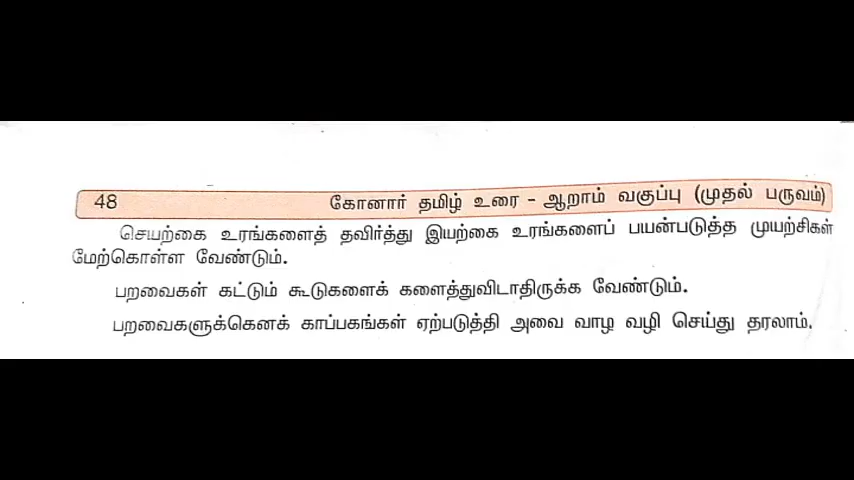 48 கோனார் தமிழ் உரை – ஆறாம் வகுப்பு (முதல் பருவம்)
செயற்கை உரங்களைத் தவிர்த்து இயற்கை உரங்களைப் பயன்படுத்த முயற்சிகள்
மேற்கொள்ள வேண்டும்.
பறவைகள் கட்டும் கூடுகளைக் களைத்துவிடாதிருக்க வேண்டும்.
பறவைகளுக்கெனக் காப்பகங்கள் ஏற்படுத்தி அவை வாழ வழி செய்து தரலாம்.